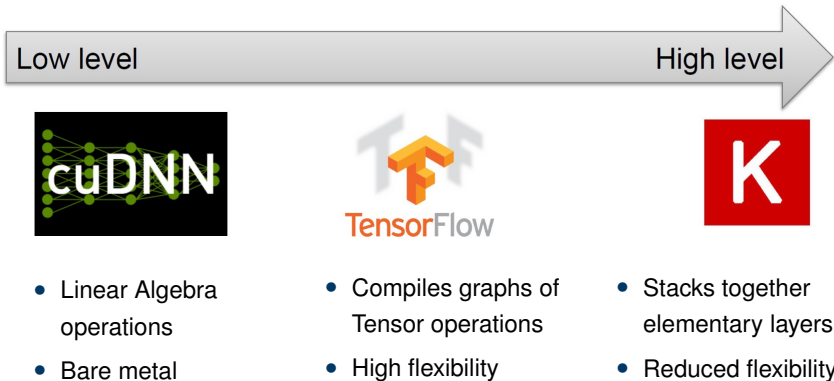 Low level High level
cuDNN
TensorFlow
K
• Linear Algebra
operations
• Bare metal
• Compiles graphs of
Tensor operations
• High flexibility
• Stacks together
elementary layers
• Reduced flexibility